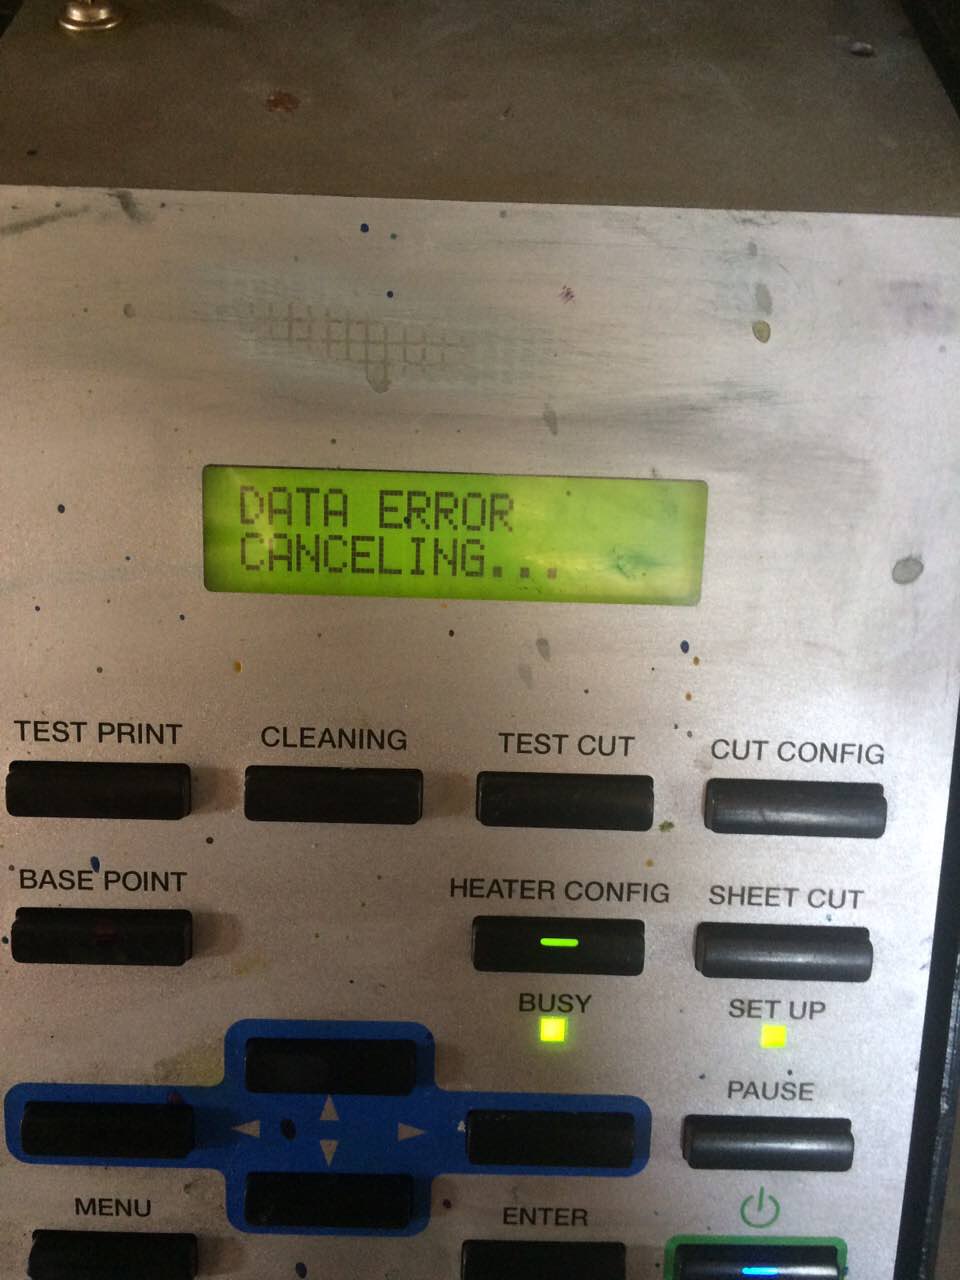 DATA ERROR
CANCELING...
TEST PRINT
CLEANING
TEST CUT
CUT CONFIG
BASE POINT
HEATER CONFIG
SHEET CUT
BUSY
SET UP
PAUSE
MENU
ENTER